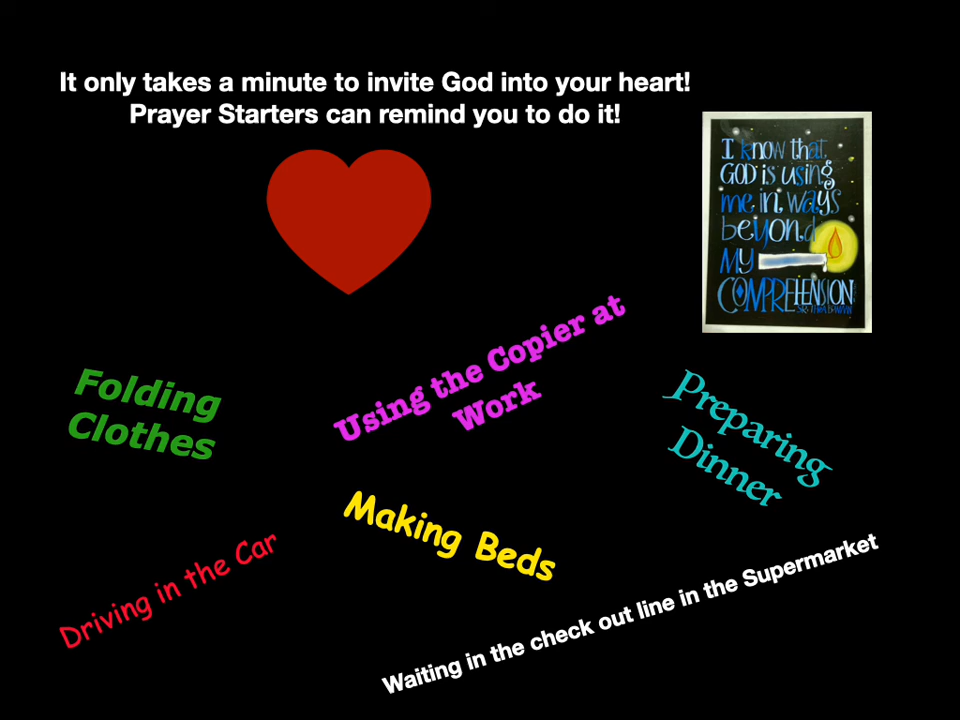 It only takes a minute to invite God into your heart!
Prayer Starters can remind you to do it!
I know that
GOD is using
me in ways
beyond
MY
COMPREHENSION
Using the Copier at
Work
Folding
Clothes
Preparing
Dinner
Making Beds
Driving in the Car
Waiting in the check out line in the Supermarket